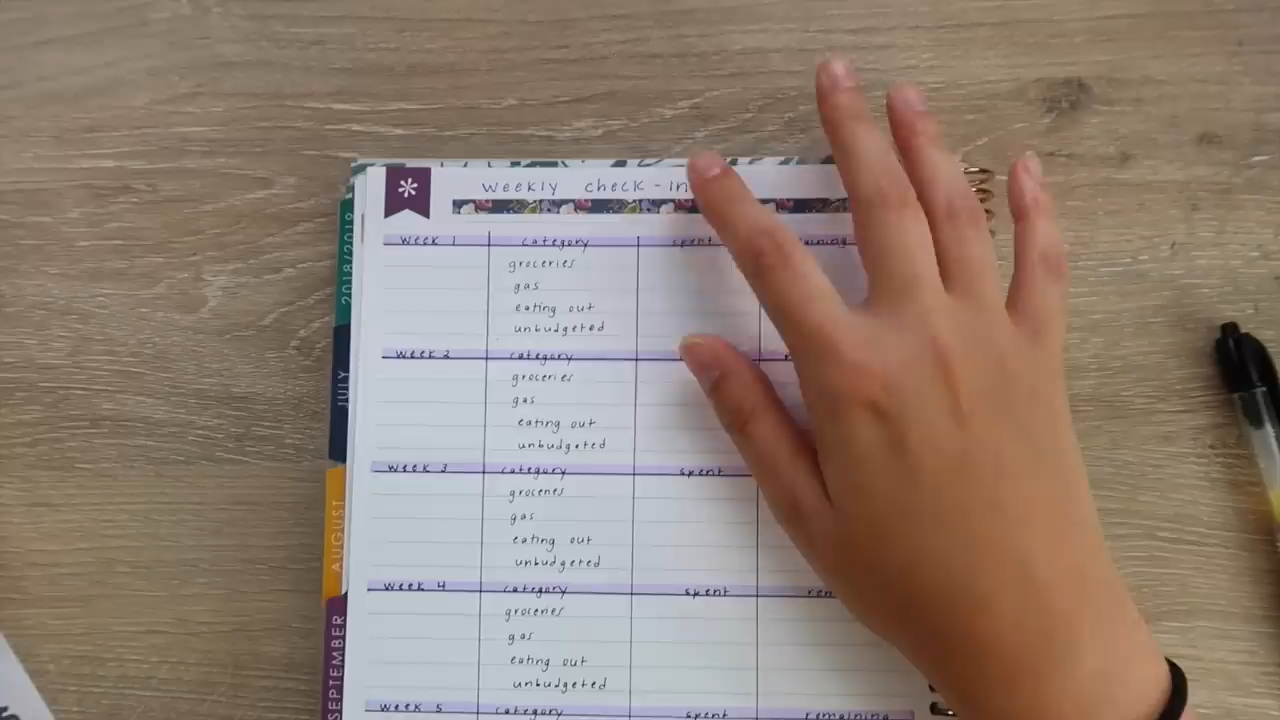 *
weekly check-in
week 1 category spent
groceries
gas
eating out
unbudgeted
week 2 category
groceries
gas
eating out
unbudgeted
week 3 category spent
groceries
gas
eating out
unbudgeted
week 4 category spent
groceries
gas
eating out
unbudgeted
week 5 category spent remaining
2018/2019
JULY
AUGUST
SEPTEMBER